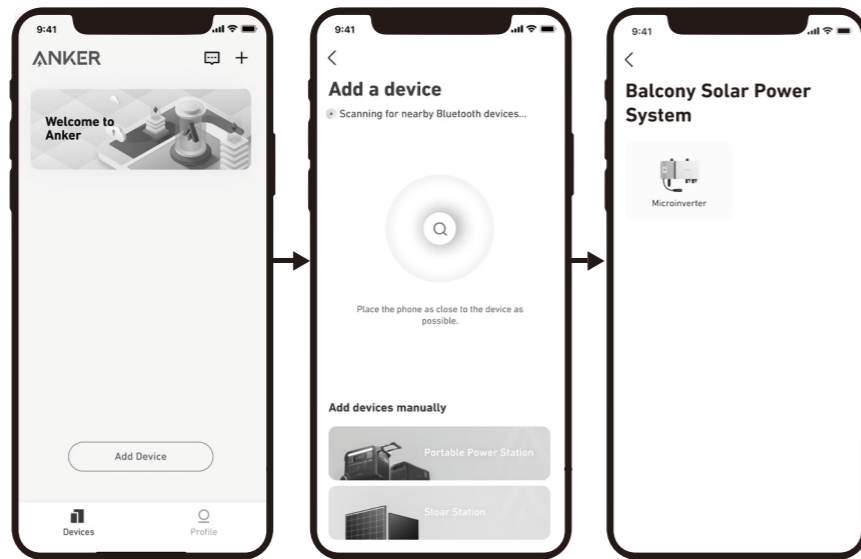 9:41
ANKER
Welcome to
Anker
Add Device
Devices
Profile
9:41
Add a device
Scanning for nearby Bluetooth devices...
Place the phone as close to the device as
possible.
Add devices manually
Portable Power Station
Sloar Station
9:41
Balcony Solar Power
System
Microinverter